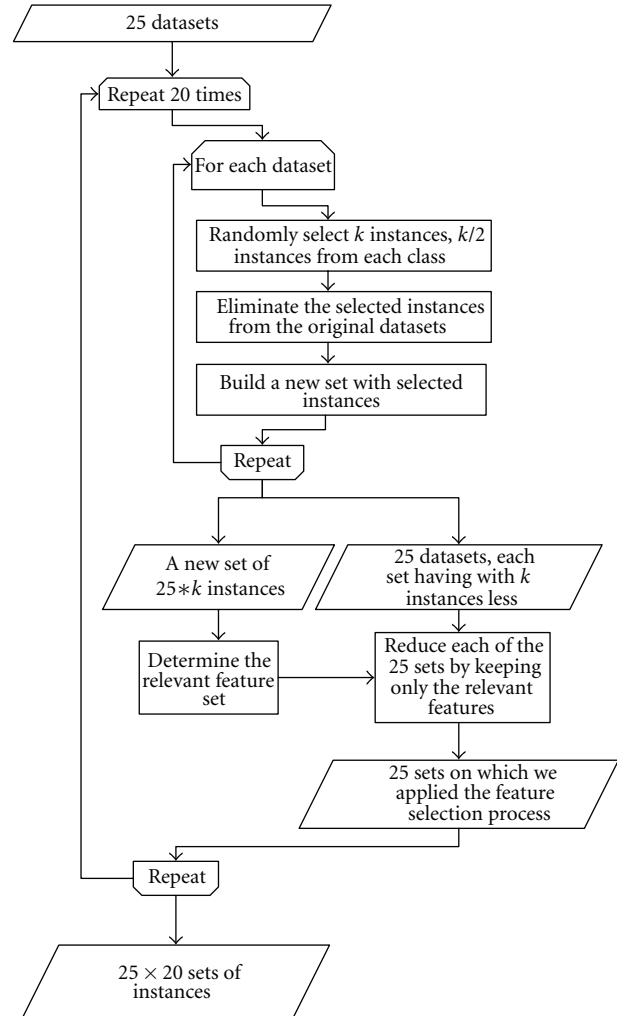 25 datasets
Repeat 20 times
For each dataset
Randomly select k instances, k/2
instances from each class
Eliminate the selected instances
from the original datasets
Build a new set with selected
instances
Repeat
A new set of
25∗k instances
25 datasets, each
set having with k
instances less
Determine the
relevant feature
set
Reduce each of the
25 sets by keeping
only the relevant
features
25 sets on which we
applied the feature
selection process
Repeat
25 × 20 sets of
instances